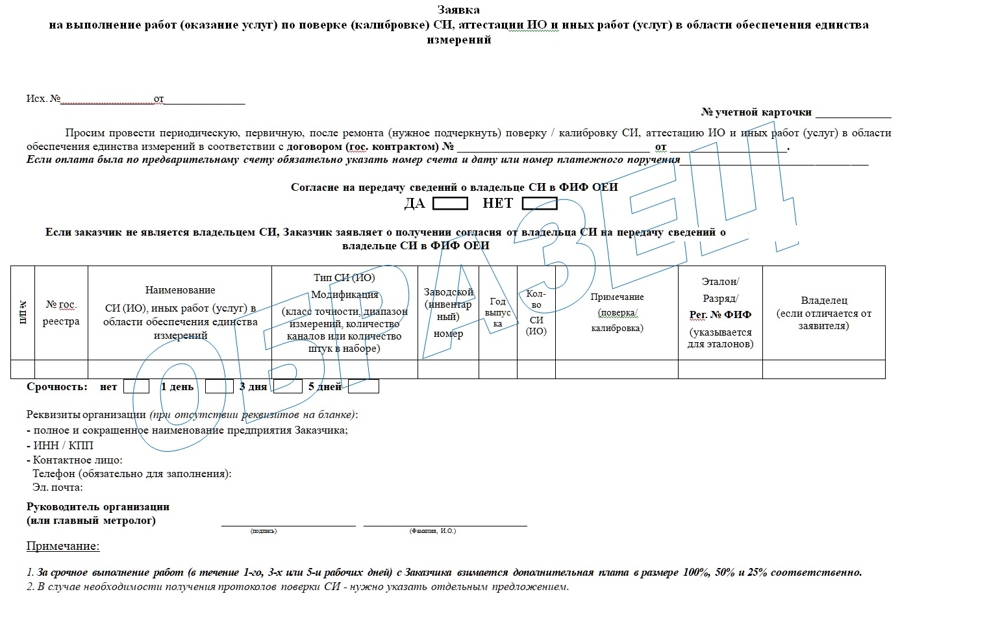 Заявка
на выполнение работ (оказание услуг) по поверке (калибровке) СИ, аттестации ИО и иных работ (услуг) в области обеспечения единства
измерений
Исх. №_________________от_______________
№ учетной карточки _____________
Просим провести периодическую, первичную, после ремонта (нужное подчеркнуть) поверку / калибровку СИ, аттестацию ИО и иных работ (услуг) в области
обеспечения единства измерений в соответствии с договором (гос. контрактом) № _________________________________ от ____________________.
Если оплата была по предварительному счету обязательно указать номер счета и дату или номер платежного поручения________________________________
Согласие на передачу сведений о владельце СИ в ФИФ ОЕИ
ДА НЕТ
Если заказчик не является владельцем СИ, Заказчик заявляет о получении согласия от владельца СИ на передачу сведений о
владельце СИ в ФИФ ОЕИ
№ п/п
№ гос.
реестра
Наименование
СИ (ИО), иных работ (услуг) в
области обеспечения единства
измерений
Тип СИ (ИО)
Модификация
(класс точности, диапазон
измерений, количество
каналов или количество
штук в наборе)
Заводской
(инвентар
ный)
номер
Год
выпус
ка
Кол-
во
СИ
(ИО)
Примечание
(поверка/
калибровка)
Эталон/
Разряд/
Рег. № ФИФ
(указывается
для эталонов)
Владелец
(если отличается от
заявителя)
ОБРАЗЕЦ
Срочность: нет 1 день 3 дня 5 дней
Реквизиты организации (при отсутствии реквизитов на бланке):
- полное и сокращенное наименование предприятия Заказчика;
- ИНН / КПП
- Контактное лицо:
Телефон (обязательно для заполнения):
Эл. почта:
Руководитель организации
(или главный метролог) _______________________ ____________________________
(подпись) (Фамилия, И.О.)
Примечание:
1. За срочное выполнение работ (в течение 1-го, 3-х или 5-и рабочих дней) с Заказчика взимается дополнительная плата в размере 100%, 50% и 25% соответственно.
2. В случае необходимости получения протоколов поверки СИ - нужно указать отдельным предложением.